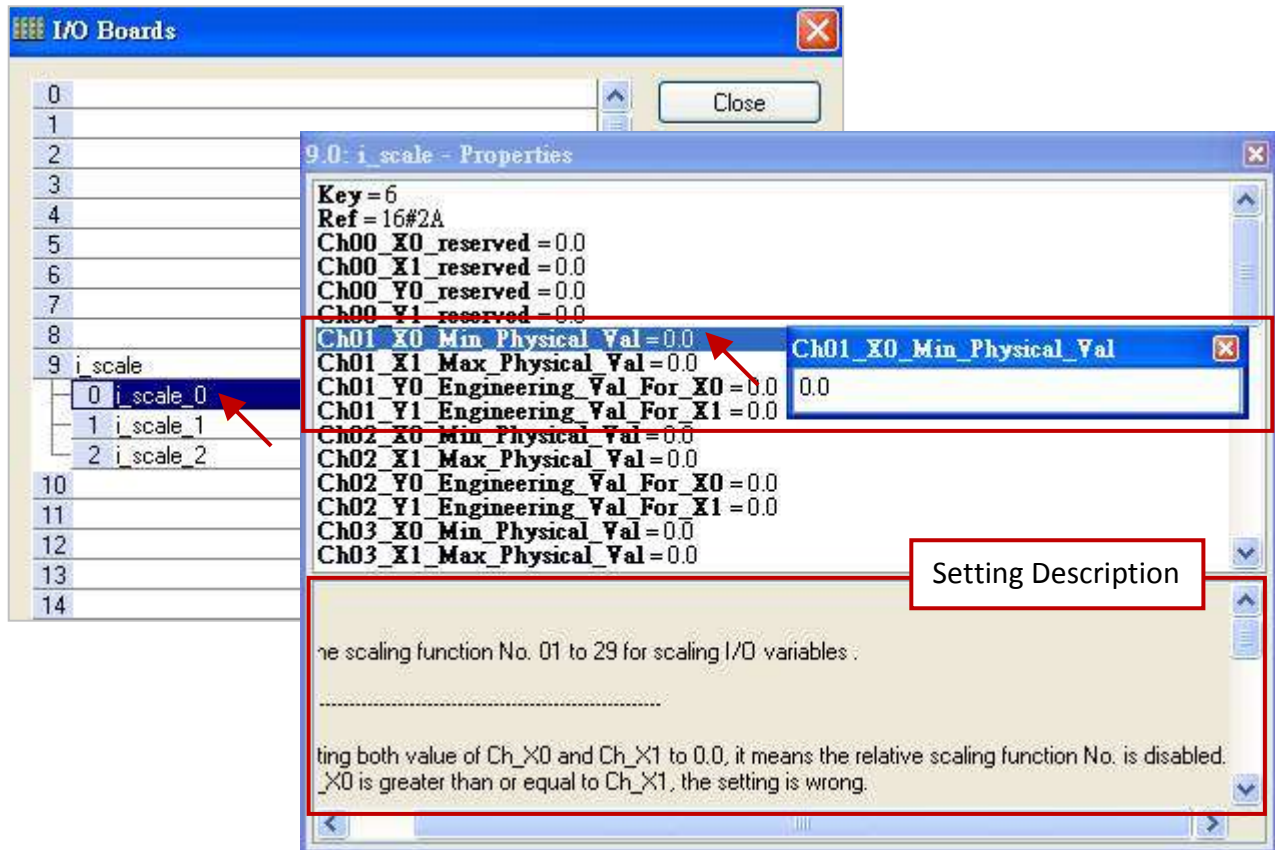 I/O Boards
Close
0
1
2
3
4
5
6
7
8
9 i_scale
0 i_scale_0
1 i_scale_1
2 i_scale_2
10
11
12
13
14
9.0: i_scale - Properties
Key = 6
Ref = 16#2A
Ch00_X0_reserved = 0.0
Ch00_X1_reserved = 0.0
Ch00_Y0_reserved = 0.0
Ch00_Y1_reserved = 0.0
Ch01_X0_Min_Physical_Val = 0.0
Ch01_X1_Max_Physical_Val = 0.0
Ch01_Y0_Engineering_Val_For_X0 = 0.0
Ch01_Y1_Engineering_Val_For_X1 = 0.0
Ch02_X0_Min_Physical_Val = 0.0
Ch02_X1_Max_Physical_Val = 0.0
Ch02_Y0_Engineering_Val_For_X0 = 0.0
Ch02_Y1_Engineering_Val_For_X1 = 0.0
Ch03_X0_Min_Physical_Val = 0.0
Ch03_X1_Max_Physical_Val = 0.0
Ch01_X0_Min_Physical_Val
0.0
Setting Description
he scaling function No. 01 to 29 for scaling I/O variables .
------------------------------------------------------------
ting both value of Ch_X0 and Ch_X1 to 0.0, it means the relative scaling function No. is disabled.
_X0 is greater than or equal to Ch_X1, the setting is wrong.